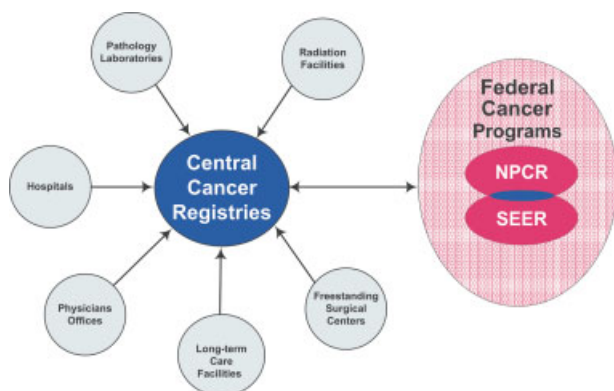 Pathology
Laboratories
Radiation
Facilities
Federal
Cancer
Programs
NPCR
SEER
Central
Cancer
Registries
Hospitals
Physicians
Offices
Long-term
Care
Facilities
Freestanding
Surgical
Centers